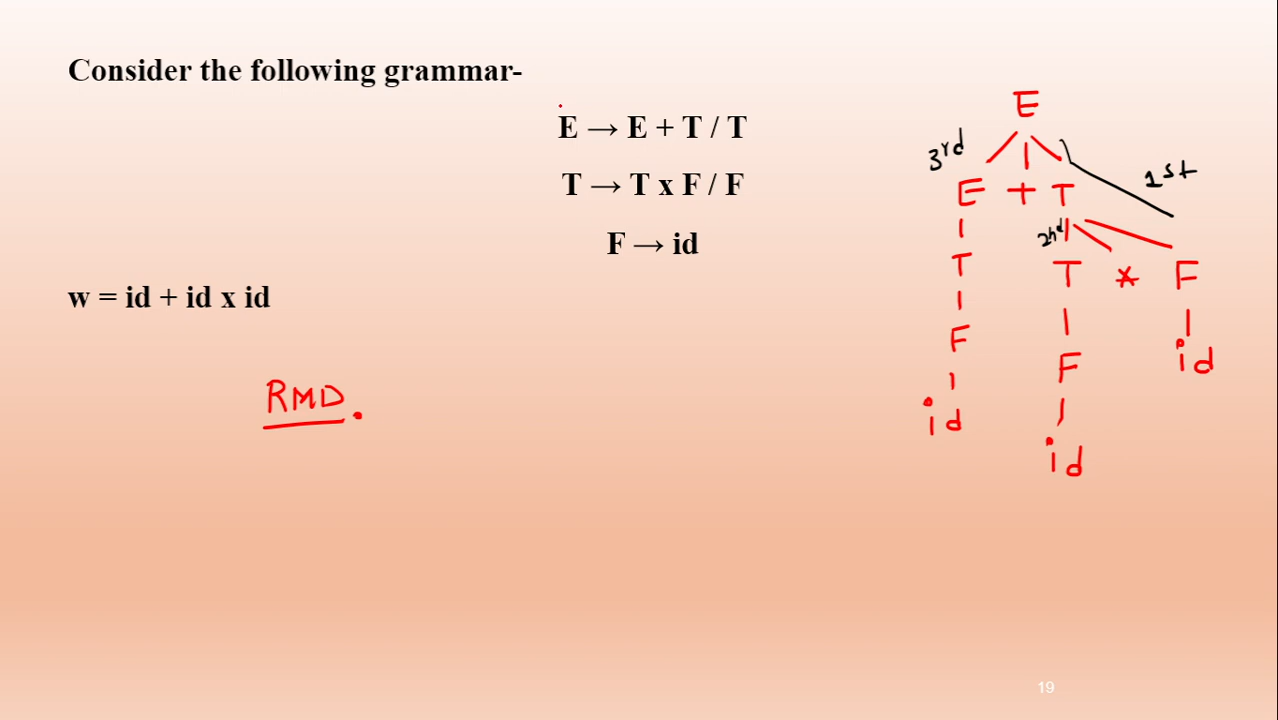 Consider the following grammar-
E → E + T / T
T → T x F / F
F → id
w = id + id x id
RMD.
E
3rd
1st
E + T
2nd
T * F
T
F
F
id
id
id
19